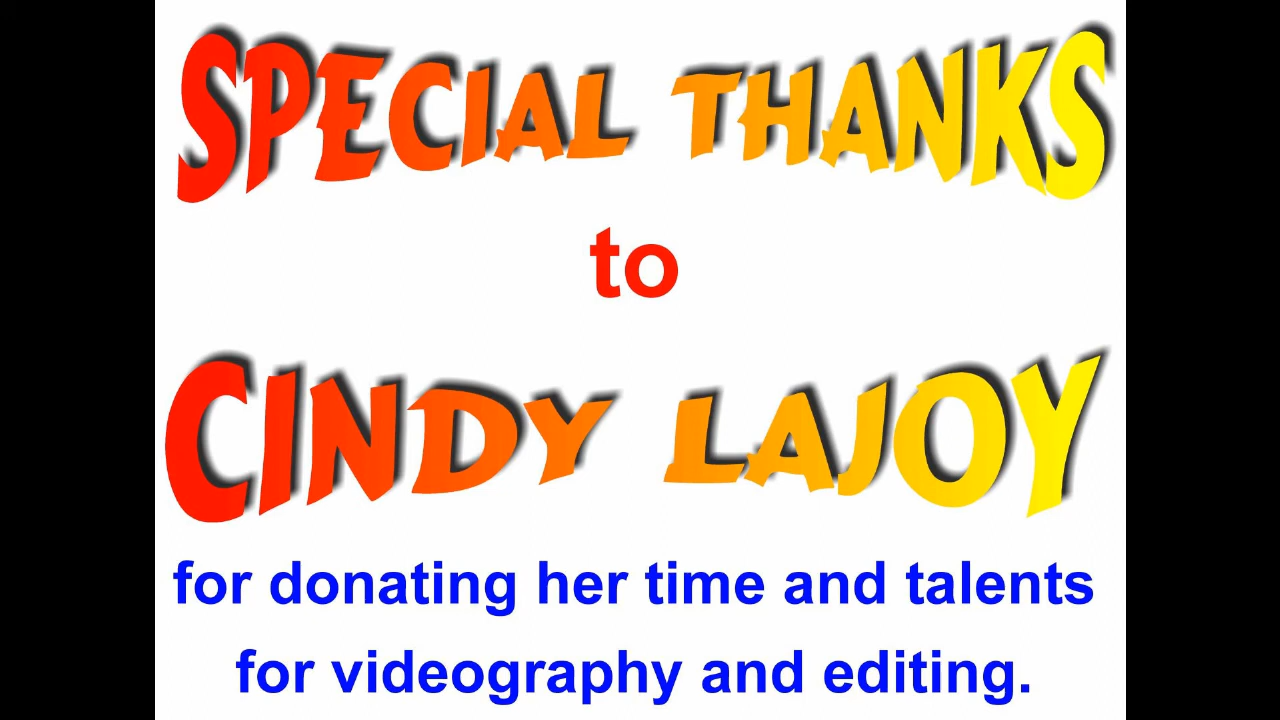 SPECIAL THANKS
to
CINDY LAJOY
for donating her time and talents
for videography and editing.